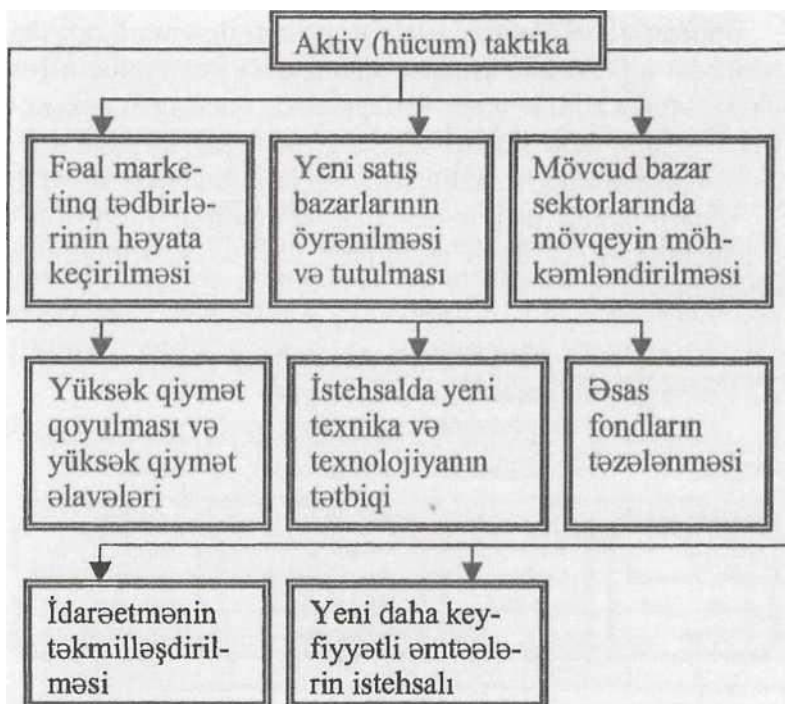 Aktiv (hücum) taktika
Fəal marke-
tinq tədbirlə-
rinin həyata
keçirilməsi
Yeni satış
bazarlarının
öyrənilməsi
və tutulması
Mövcud bazar
sektorlarında
mövqeyin möh-
kəmləndirilməsi
Yüksək qiymət
qoyulması və
yüksək qiymət
əlavələri
İstehsalda yeni
texnika və
texnolojiyanın
tətbiqi
Əsas
fondların
təzələnməsi
İdarəetmənin
təkmilləşdiril-
məsi
Yeni daha key-
fiyyətli əmtəələ-
rin istehsalı